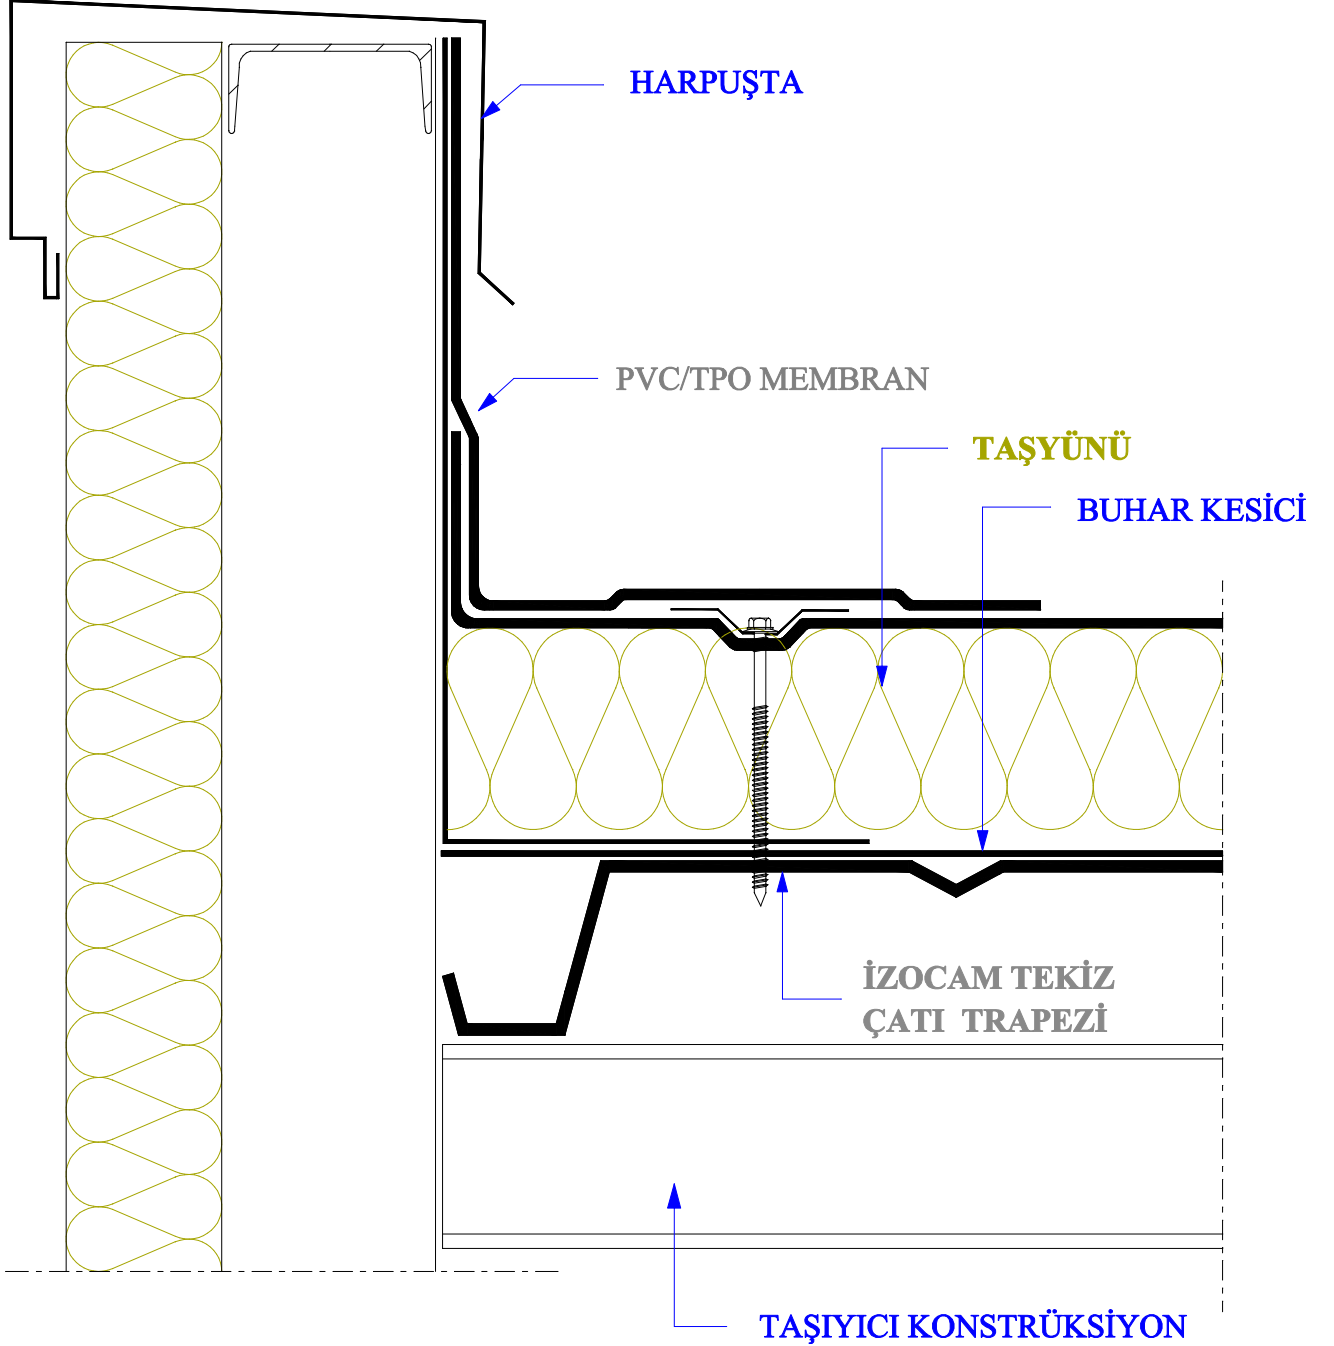 HARPUŞTA
PVC/TPO MEMBRAN
TAŞYÜNÜ
BUHAR KESİCİ
İZOCAM TEKİZ
ÇATI TRAPEZİ
TAŞIYICI KONSTRÜKSİYON